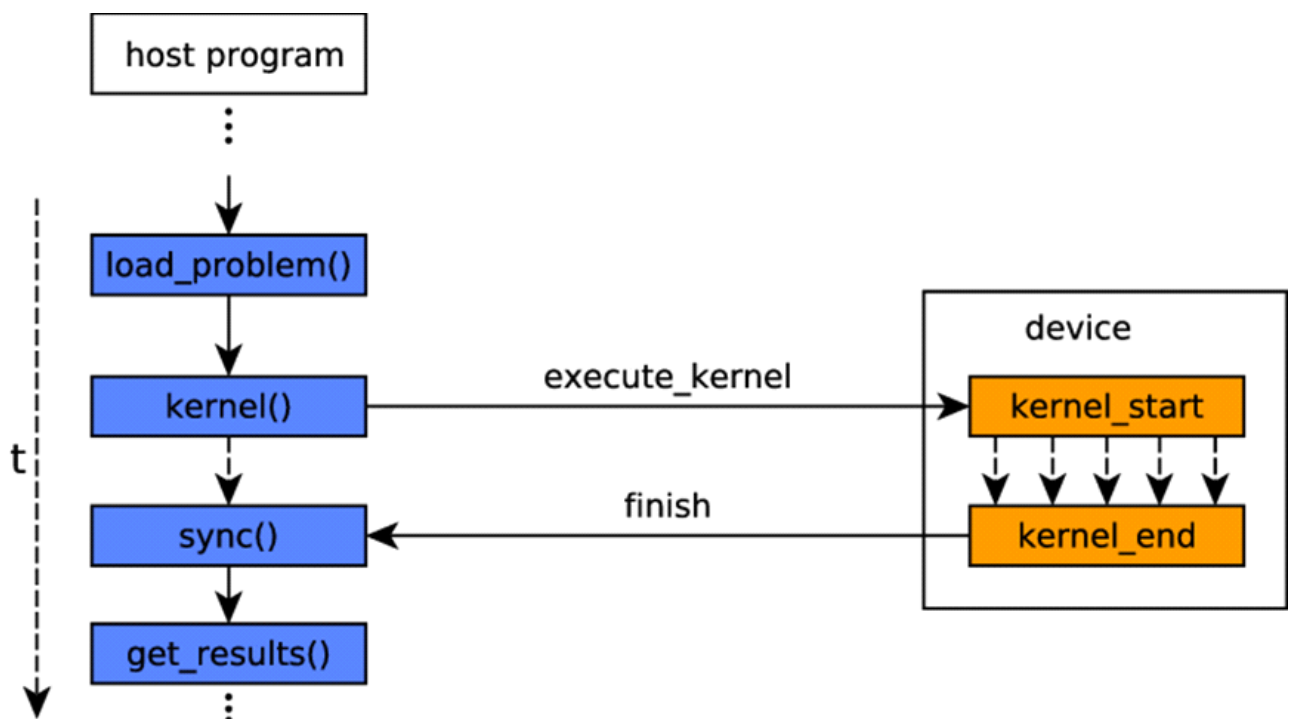 host program
load_problem()
device
execute_kernel
kernel()
kernel_start
t
finish
sync()
kernel_end
get_results()